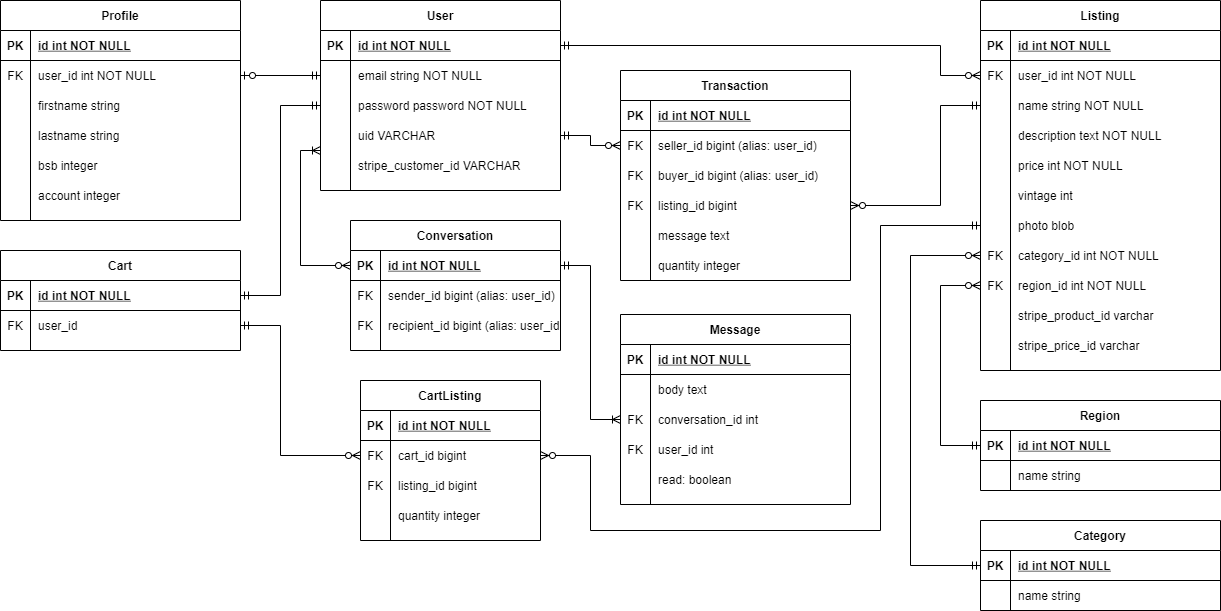 Profile
PK id int NOT NULL
FK user_id int NOT NULL
firstname string
lastname string
bsb integer
account integer
User
PK id int NOT NULL
email string NOT NULL
password password NOT NULL
uid VARCHAR
stripe_customer_id VARCHAR
Listing
PK id int NOT NULL
FK user_id int NOT NULL
name string NOT NULL
description text NOT NULL
price int NOT NULL
vintage int
photo blob
FK category_id int NOT NULL
FK region_id int NOT NULL
stripe_product_id varchar
stripe_price_id varchar
Transaction
PK id int NOT NULL
FK seller_id bigint (alias: user_id)
FK buyer_id bigint (alias: user_id)
FK listing_id bigint
message text
quantity integer
Conversation
PK id int NOT NULL
FK sender_id bigint (alias: user_id)
FK recipient_id bigint (alias: user_id
Cart
PK id int NOT NULL
FK user_id
Message
PK id int NOT NULL
body text
FK conversation_id int
FK user_id int
read: boolean
CartListing
PK id int NOT NULL
FK cart_id bigint
FK listing_id bigint
quantity integer
Region
PK id int NOT NULL
name string
Category
PK id int NOT NULL
name string